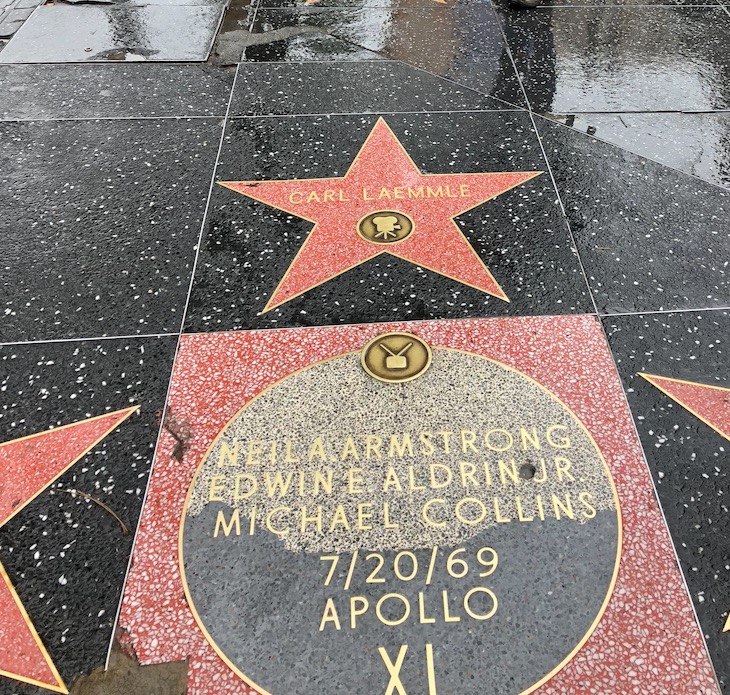 CARL LAEMMLE
NEIL A. ARMSTRONG
EDWIN E. ALDRIN JR.
MICHAEL COLLINS
7/20/69
APOLLO
XI